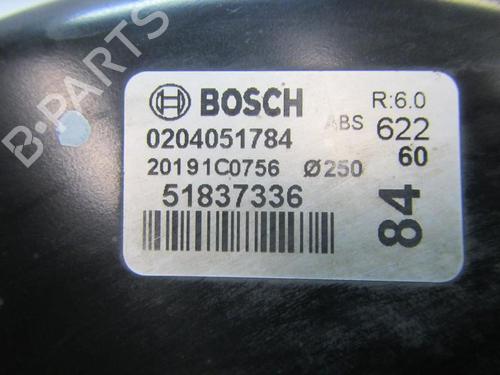 B-PARTS
BOSCH
R:6.0
0204051784
ABS 622
20191C0756 Ø250
60
51837336
84